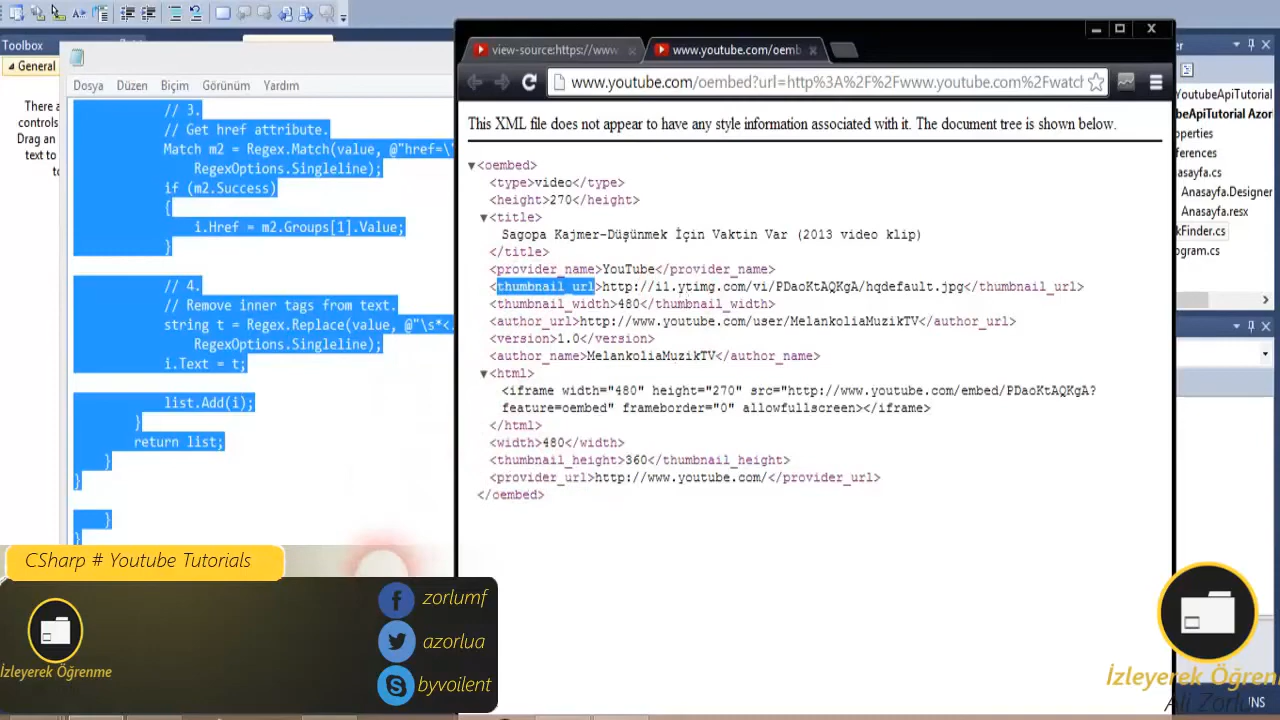 Toolbox
General
There a
controls
Drag an
text to
to
Dosya Düzen Biçim Görünüm Yardım
// 3.
// Get href attribute.
Match m2 = Regex.Match(value, @"href=\"
RegexOptions.Singleline);
if (m2.Success)
{
i.Href = m2.Groups[1].Value;
}
// 4.
// Remove inner tags from text.
string t = Regex.Replace(value, @"\s*<.
RegexOptions.Singleline);
i.Text = t;
list.Add(i);
}
return list;
}
}
}
}
view-source:https://www
www.youtube.com/oemb
www.youtube.com/oembed?url=http%3A%2F%2Fwww.youtube.com%2Fwatch
This XML file does not appear to have any style information associated with it. The document tree is shown below.
<oembed>
<type>video</type>
<height>270</height>
<title>
Sagopa Kajmer-Düşünmek İçin Vaktin Var (2013 video klip)
</title>
<provider_name>YouTube</provider_name>
<thumbnail_url>http://i1.ytimg.com/vi/PDaoKtAQKgA/hqdefault.jpg</thumbnail_url>
<thumbnail_width>480</thumbnail_width>
<author_url>http://www.youtube.com/user/MelankoliaMuzikTV</author_url>
<version>1.0</version>
<author_name>MelankoliaMuzikTV</author_name>
<html>
<iframe width="480" height="270" src="http://www.youtube.com/embed/PDaoKtAQKgA?
feature=oembed" frameborder="0" allowfullscreen></iframe>
</html>
<width>480</width>
<thumbnail_height>360</thumbnail_height>
<provider_url>http://www.youtube.com/</provider_url>
</oembed>
er
YoutubeApiTutorial
beApiTutorial Azor
operties
ferences
asayfa.cs
Anasayfa.Designer
Anasayfa.resx
kFinder.cs
ogram.cs
CSharp # Youtube Tutorials
zorlumf
azorlua
byvoilent
İzleyerek Öğrenme
İzleyerek Öğren
Ali Zorlu
INS